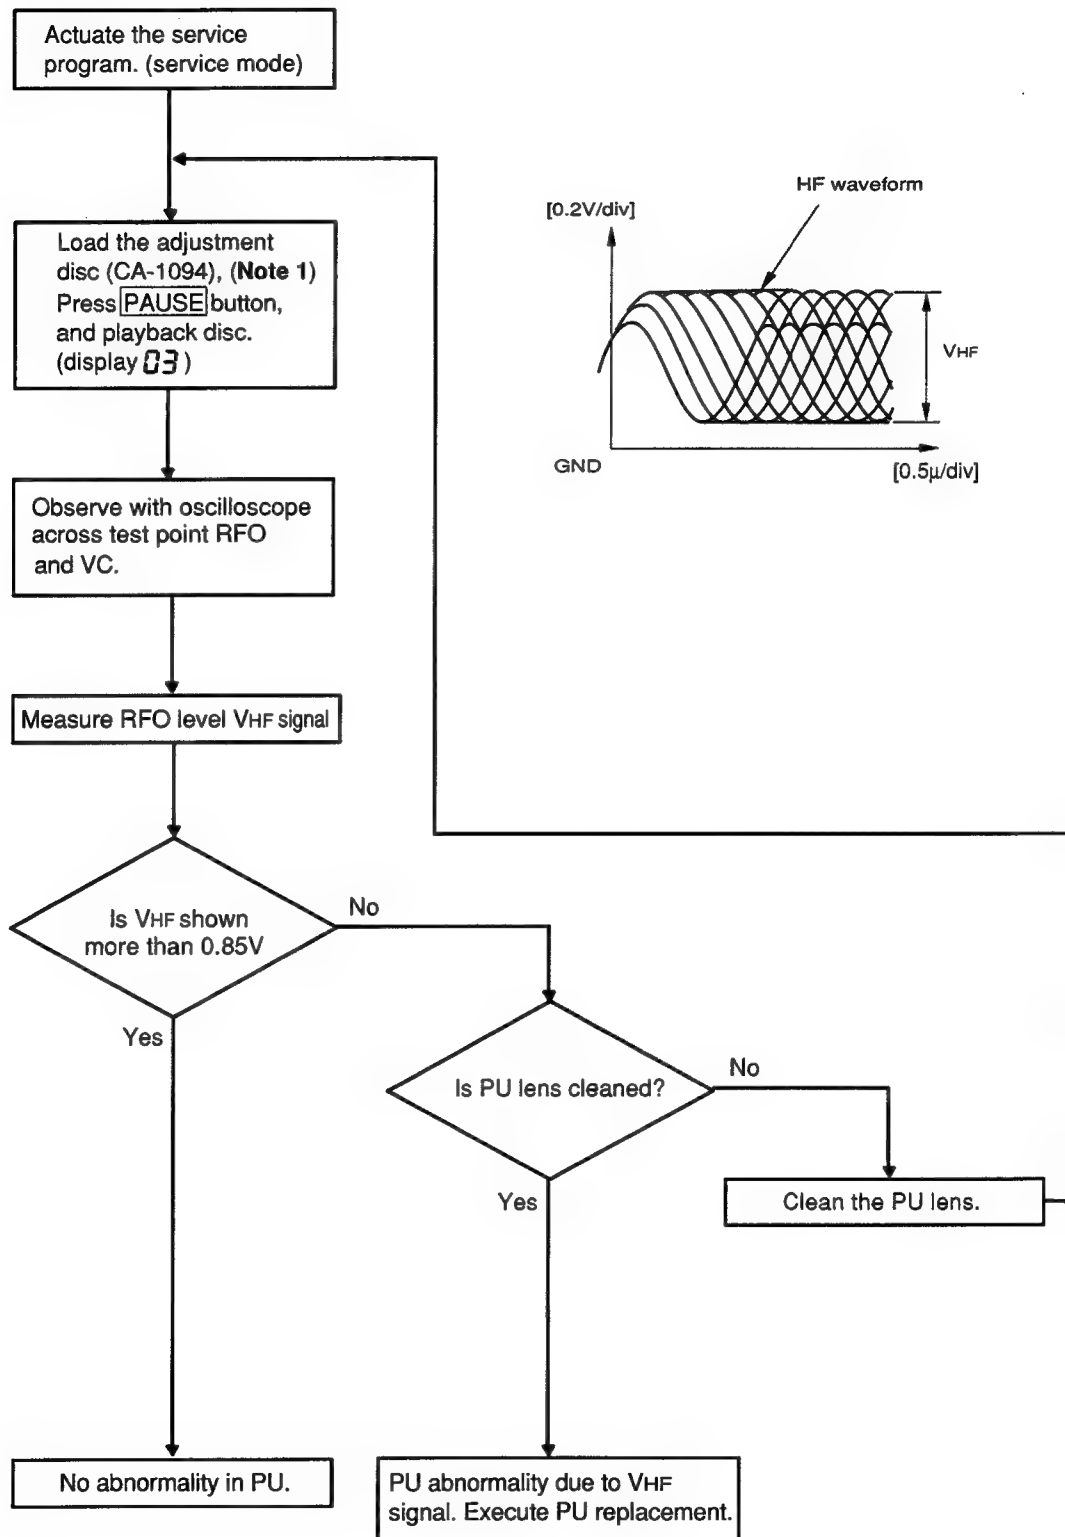 Actuate the service
program. (service mode)
Load the adjustment
disc (CA-1094), (Note 1)
Press PAUSE button,
and playback disc.
(display 03)
HF waveform
[0.2V/div]
VHF
GND
[0.5μ/div]
Observe with oscilloscope
across test point RFO
and VC.
Measure RFO level VHF signal
Is VHF shown
more than 0.85V
No
Yes
Is PU lens cleaned?
No
Yes
Clean the PU lens.
No abnormality in PU.
PU abnormality due to VHF
signal. Execute PU replacement.